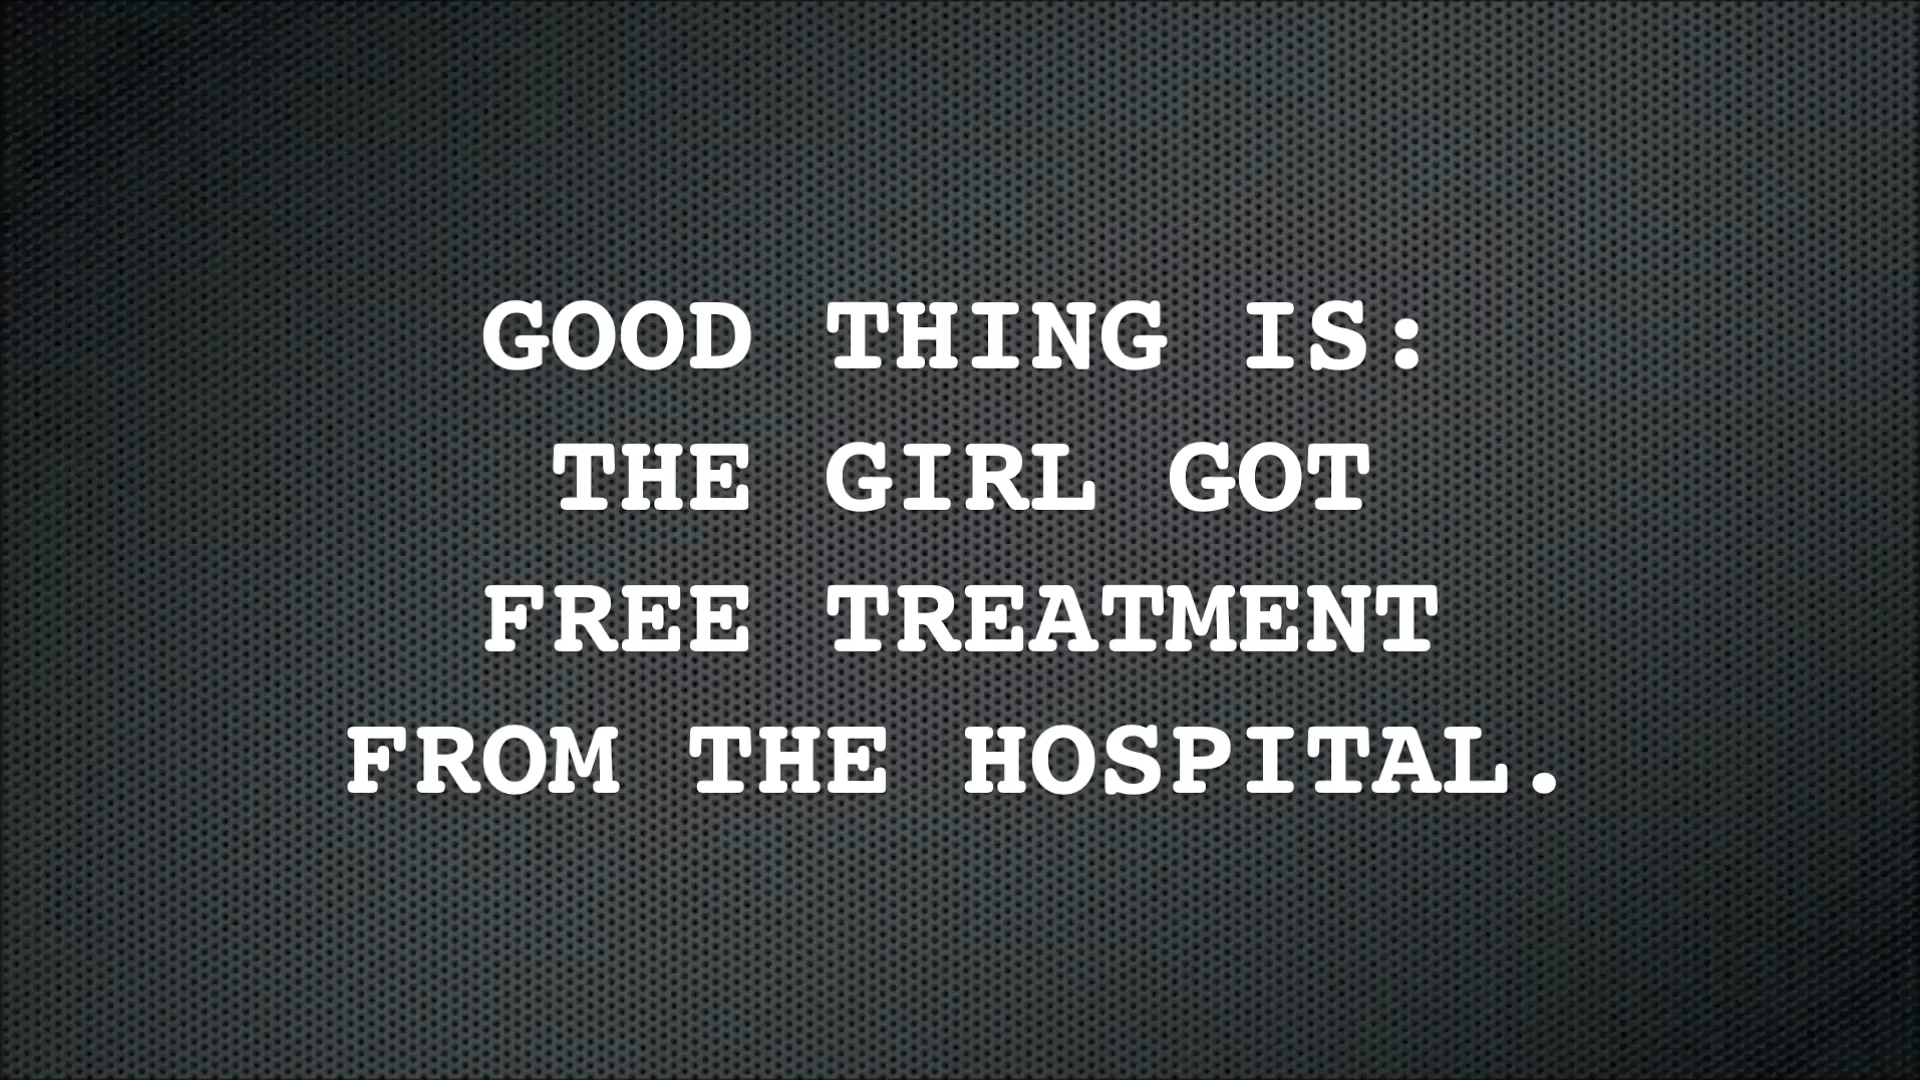 GOOD THING IS:
THE GIRL GOT
FREE TREATMENT
FROM THE HOSPITAL.